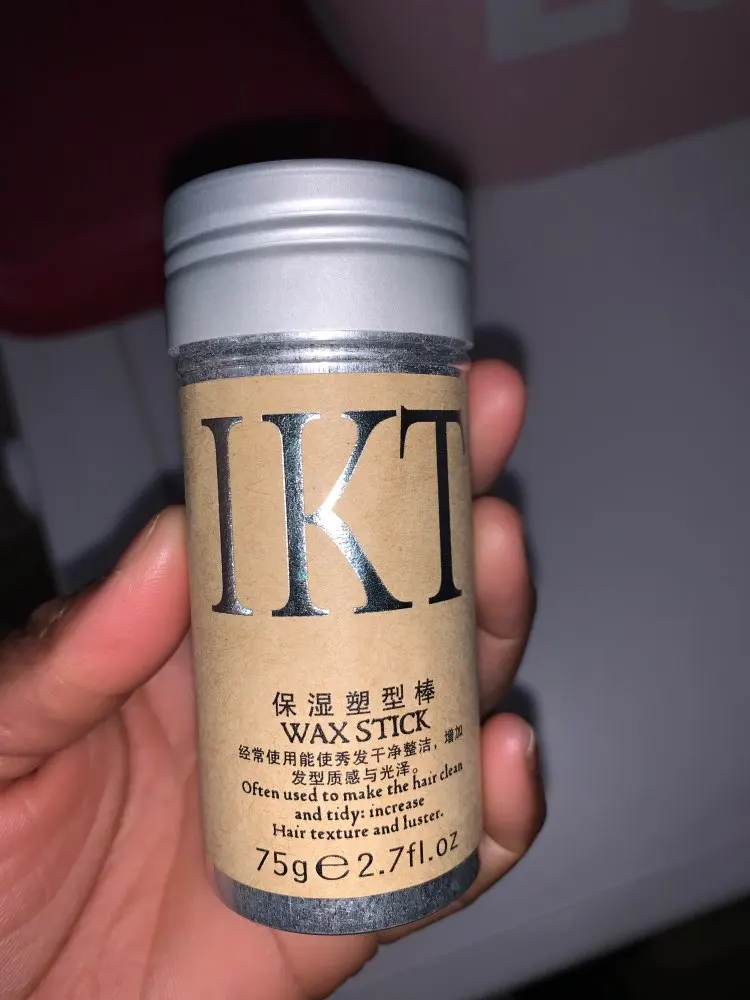 IKT
保湿塑型棒
WAX STICK
经常使用能使秀发干净整洁，增加
发型质感与光泽。
Often used to make the hair clean
and tidy: increase
Hair texture and luster.
75g℮2.7fl.oz